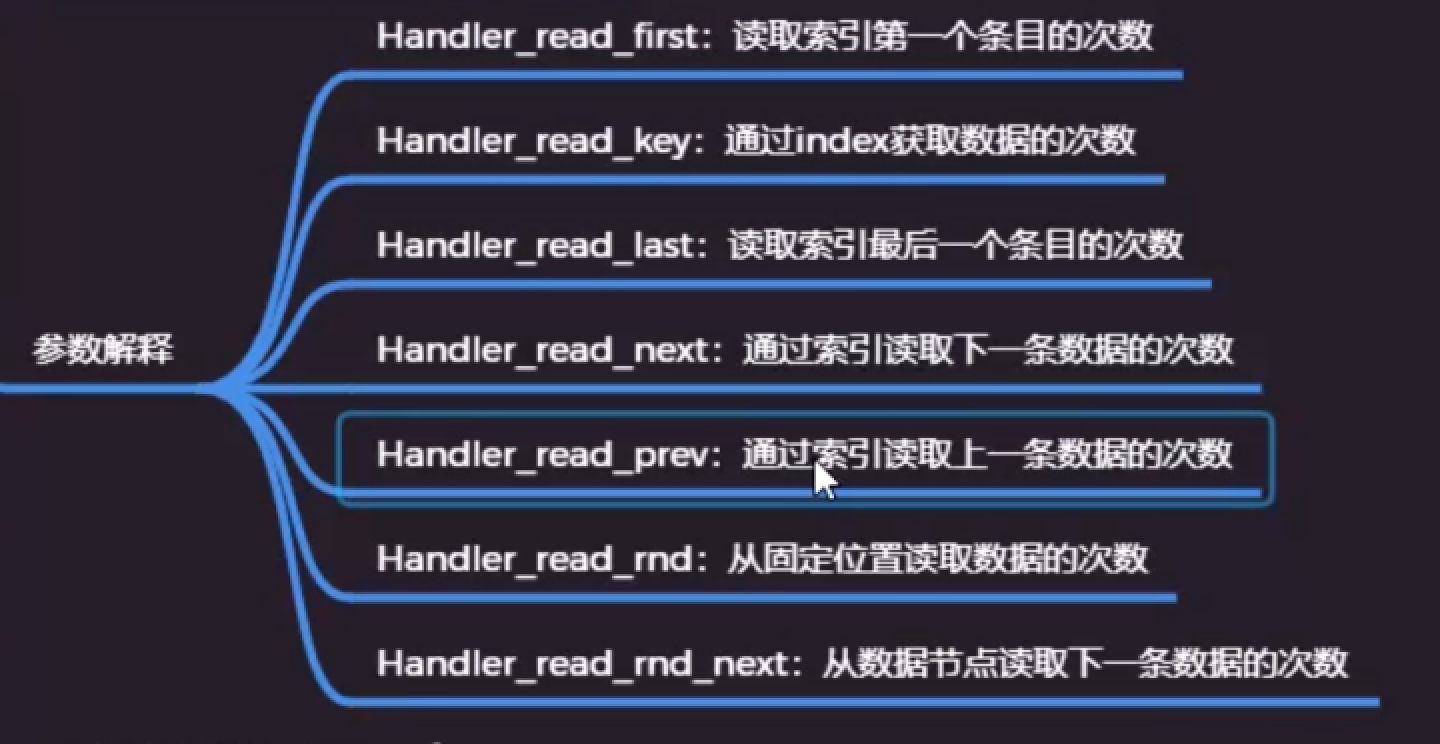 Handler_read_first：读取索引第一个条目的次数
Handler_read_key：通过index获取数据的次数
Handler_read_last：读取索引最后一个条目的次数
参数解释
Handler_read_next：通过索引读取下一条数据的次数
Handler_read_prev：通过索引读取上一条数据的次数
Handler_read_rnd：从固定位置读取数据的次数
Handler_read_rnd_next：从数据节点读取下一条数据的次数